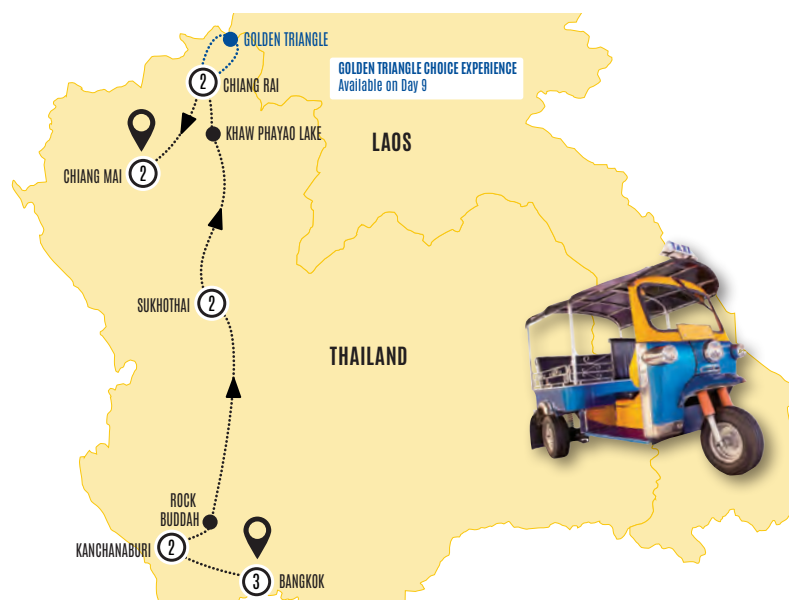 GOLDEN TRIANGLE
GOLDEN TRIANGLE CHOICE EXPERIENCE
Available on Day 9
2
CHIANG RAI
KHAW PHAYAO LAKE
LAOS
CHIANG MAI
2
TAXI
2
SUKHOTHAI
THAILAND
ROCK
BUDDAH
KANCHANABURI
2
3
BANGKOK